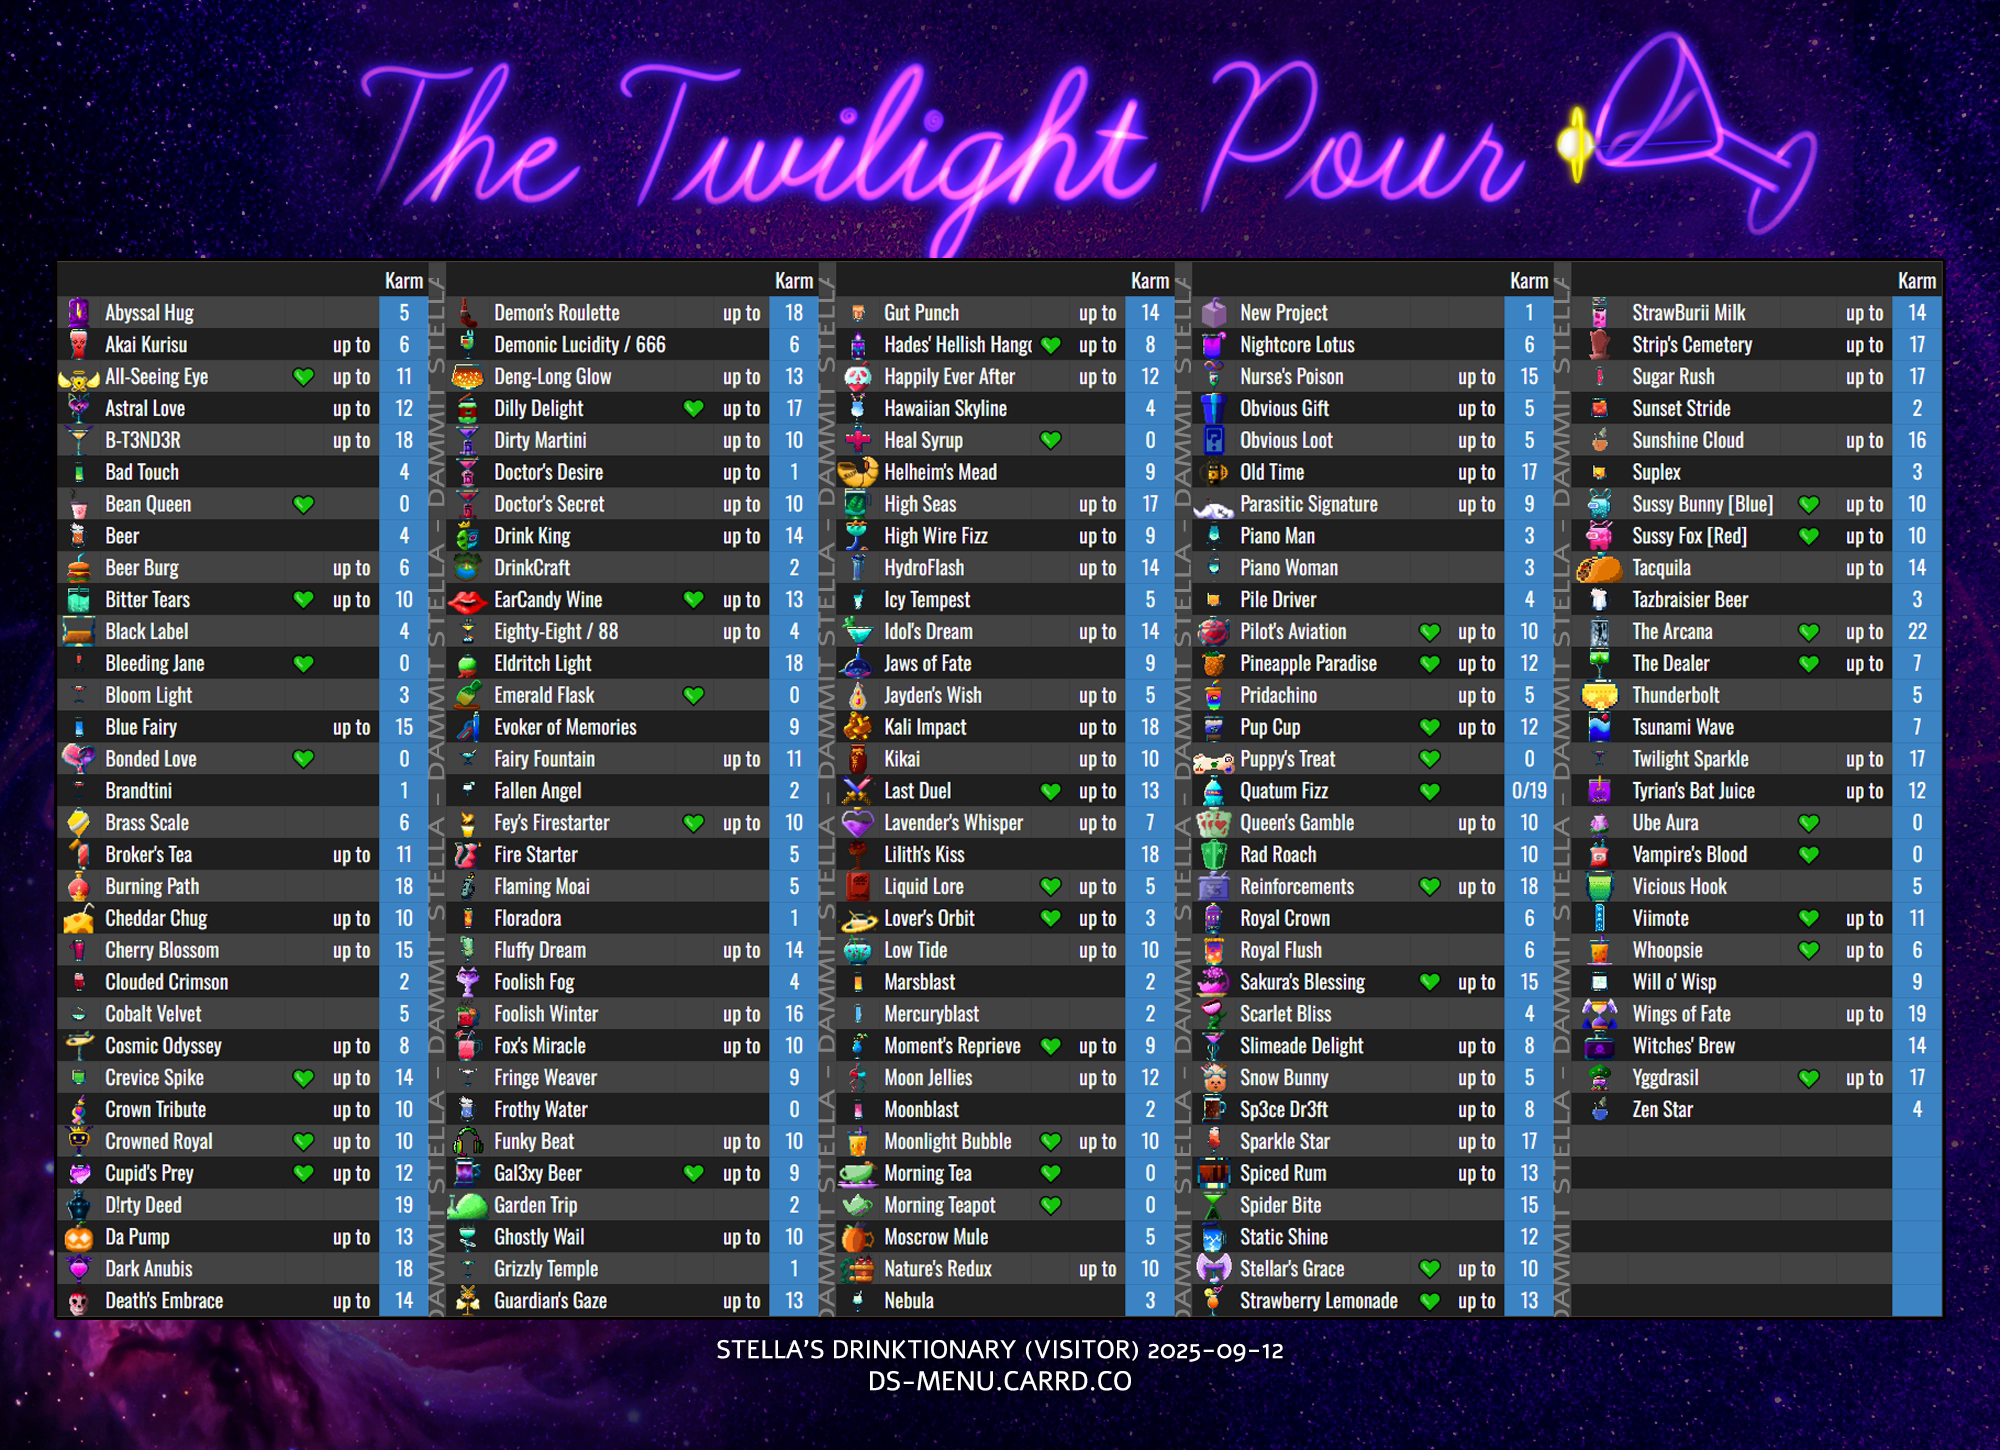 The Twilight Pour
Karm
Abyssal Hug 5
Akai Kurisu up to 6
All-Seeing Eye up to 11
Astral Love up to 12
B-T3ND3R up to 18
Bad Touch 4
Bean Queen 0
Beer 4
Beer Burg up to 6
Bitter Tears up to 10
Black Label 4
Bleeding Jane 0
Bloom Light 3
Blue Fairy up to 15
Bonded Love 0
Brandtini 1
Brass Scale 6
Broker's Tea up to 11
Burning Path 18
Cheddar Chug up to 10
Cherry Blossom up to 15
Clouded Crimson 2
Cobalt Velvet 5
Cosmic Odyssey up to 8
Crevice Spike up to 14
Crown Tribute up to 10
Crowned Royal up to 10
Cupid's Prey up to 12
D!rty Deed 19
Da Pump up to 13
Dark Anubis 18
Death's Embrace up to 14
DAMMIT STELLA - DAMMIT STELLA - DAMMIT STELLA
Karm
Demon's Roulette up to 18
Demonic Lucidity / 666 6
Deng-Long Glow up to 13
Dilly Delight up to 17
Dirty Martini up to 10
Doctor's Desire up to 1
Doctor's Secret up to 10
Drink King up to 14
DrinkCraft 2
EarCandy Wine up to 13
Eighty-Eight / 88 up to 4
Eldritch Light 18
Emerald Flask 0
Evoker of Memories 9
Fairy Fountain up to 11
Fallen Angel 2
Fey's Firestarter up to 10
Fire Starter 5
Flaming Moai 5
Floradora 1
Fluffy Dream up to 14
Foolish Fog 4
Foolish Winter up to 16
Fox's Miracle up to 10
Fringe Weaver 9
Frothy Water 0
Funky Beat up to 10
Gal3xy Beer up to 9
Garden Trip 2
Ghostly Wail up to 10
Grizzly Temple 1
Guardian's Gaze up to 13
DAMMIT STELLA - DAMMIT STELLA - DAMMIT STELLA
Karm
Gut Punch up to 14
Hades' Hellish Hango up to 8
Happily Ever After up to 12
Hawaiian Skyline 4
Heal Syrup 0
Helheim's Mead 9
High Seas up to 17
High Wire Fizz up to 9
HydroFlash up to 14
Icy Tempest 5
Idol's Dream up to 14
Jaws of Fate 9
Jayden's Wish up to 5
Kali Impact up to 18
Kikai up to 10
Last Duel up to 13
Lavender's Whisper up to 7
Lilith's Kiss 18
Liquid Lore up to 5
Lover's Orbit up to 3
Low Tide up to 10
Marsblast 2
Mercuryblast 2
Moment's Reprieve up to 9
Moon Jellies up to 12
Moonblast 2
Moonlight Bubble up to 10
Morning Tea 0
Morning Teapot 0
Moscrow Mule 5
Nature's Redux up to 10
Nebula 3
DAMMIT STELLA - DAMMIT STELLA - DAMMIT STELLA
Karm
New Project 1
Nightcore Lotus 6
Nurse's Poison up to 15
Obvious Gift up to 5
Obvious Loot up to 5
Old Time up to 17
Parasitic Signature up to 9
Piano Man 3
Piano Woman 3
Pile Driver 4
Pilot's Aviation up to 10
Pineapple Paradise up to 12
Pridachino up to 5
Pup Cup up to 12
Puppy's Treat 0
Quatum Fizz 0/19
Queen's Gamble up to 10
Rad Roach 10
Reinforcements up to 18
Royal Crown 6
Royal Flush 6
Sakura's Blessing up to 15
Scarlet Bliss 4
Slimeade Delight up to 8
Snow Bunny up to 5
Sp3ce Dr3ft up to 8
Sparkle Star up to 17
Spiced Rum up to 13
Spider Bite 15
Static Shine 12
Stellar's Grace up to 10
Strawberry Lemonade up to 13
DAMMIT STELLA - DAMMIT STELLA - DAMMIT STELLA
Karm
StrawBurii Milk up to 14
Strip's Cemetery up to 17
Sugar Rush up to 17
Sunset Stride 2
Sunshine Cloud up to 16
Suplex 3
Sussy Bunny [Blue] up to 10
Sussy Fox [Red] up to 10
Tacquila up to 14
Tazbraisier Beer 3
The Arcana up to 22
The Dealer up to 7
Thunderbolt 5
Tsunami Wave 7
Twilight Sparkle up to 17
Tyrian's Bat Juice up to 12
Ube Aura 0
Vampire's Blood 0
Vicious Hook 5
Viimote up to 11
Whoopsie up to 6
Will o' Wisp 9
Wings of Fate up to 19
Witches' Brew 14
Yggdrasil up to 17
Zen Star 4
STELLA'S DRINKTIONARY (VISITOR) 2025-09-12
DS-MENU.CARRD.CO